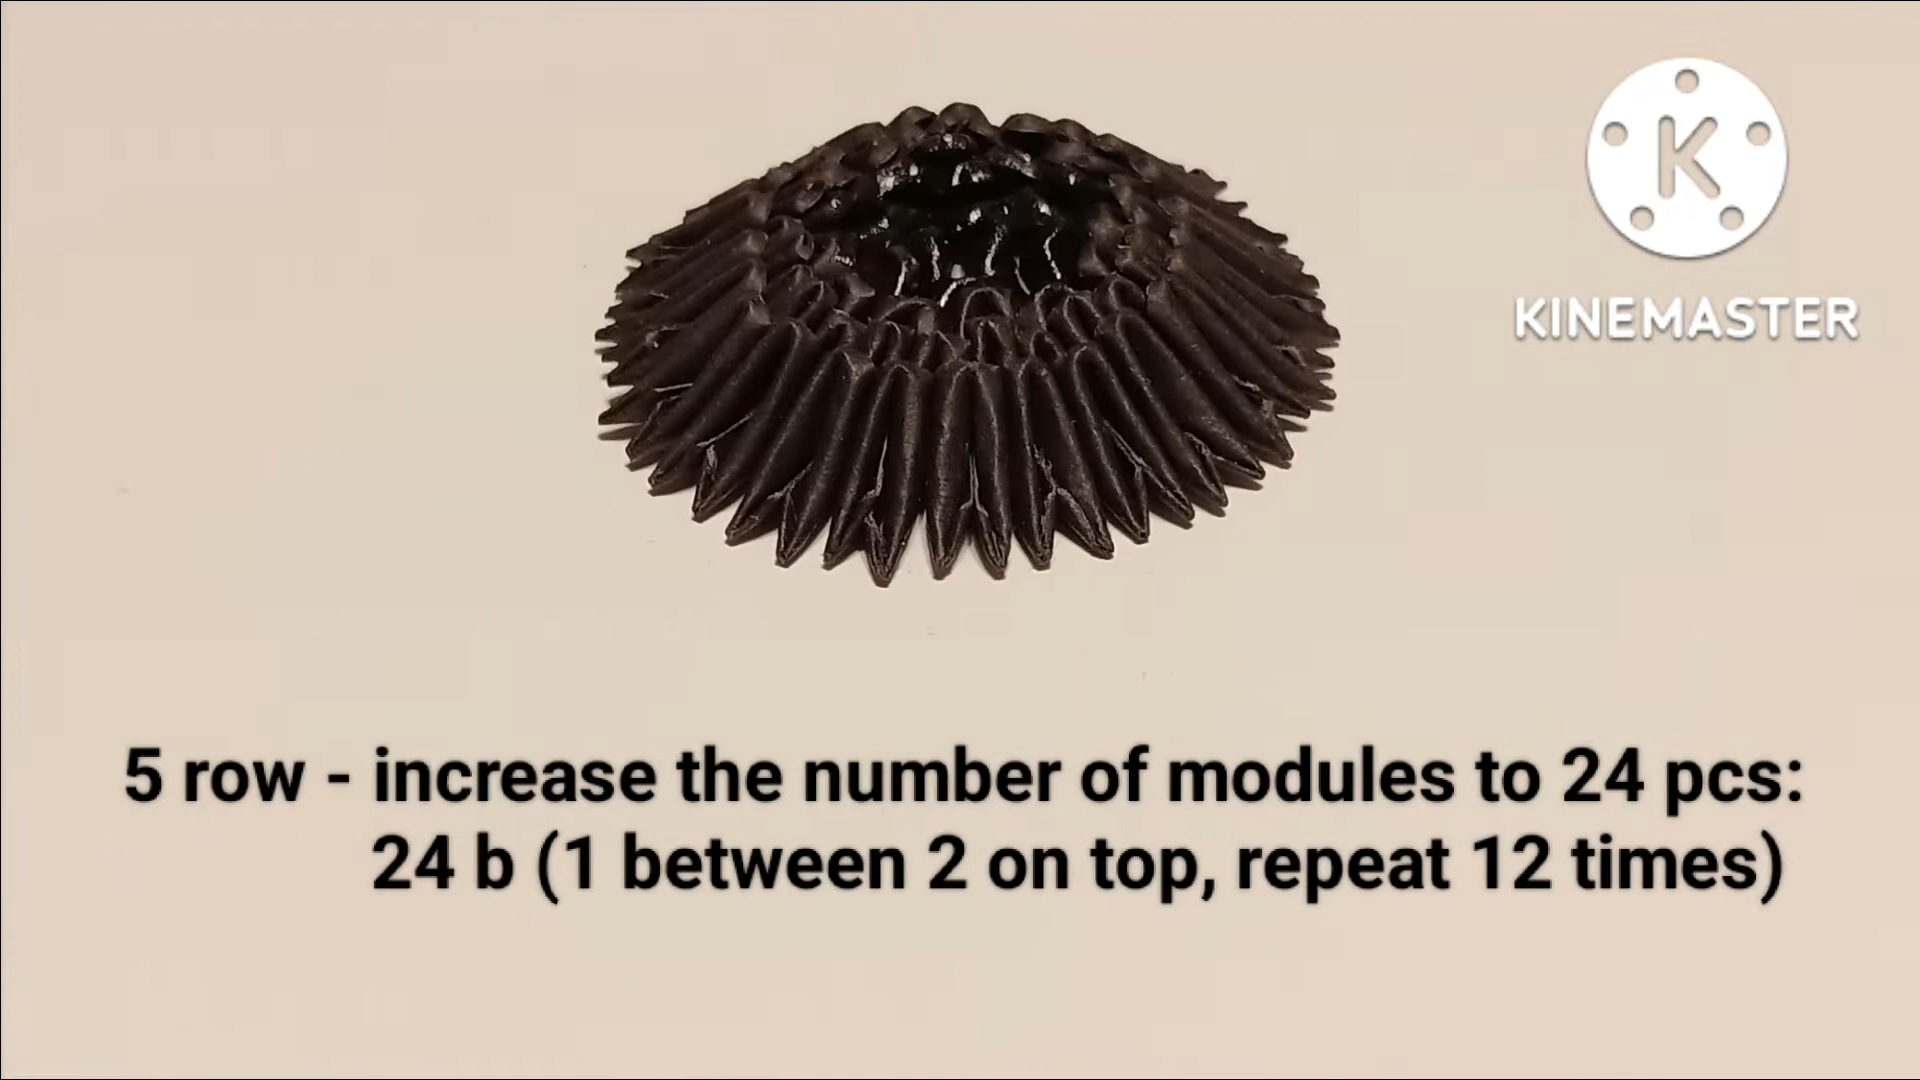 K
KINEMASTER
5 row - increase the number of modules to 24 pcs:
24 b (1 between 2 on top, repeat 12 times)